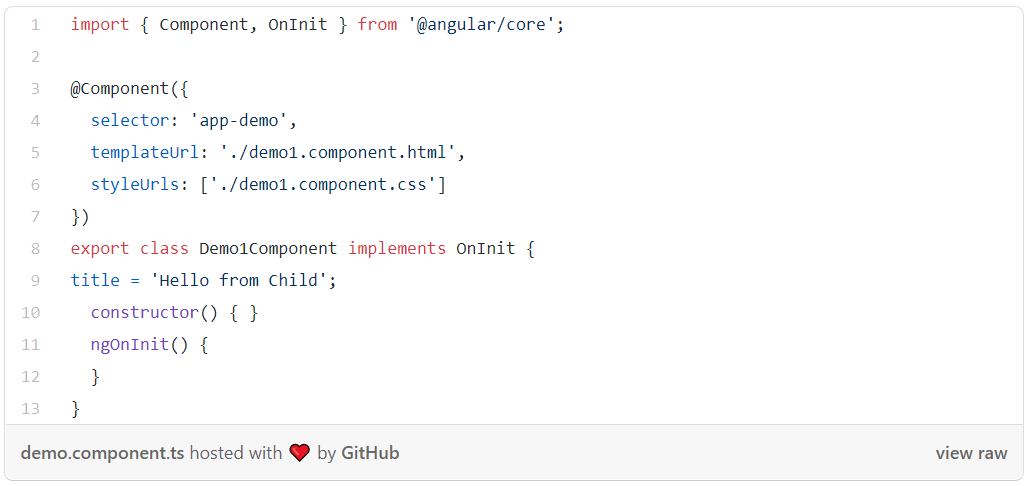 1 import { Component, OnInit } from '@angular/core';
2
3 @Component({
4   selector: 'app-demo',
5   templateUrl: './demo1.component.html',
6   styleUrls: ['./demo1.component.css']
7 })
8 export class Demo1Component implements OnInit {
9 title = 'Hello from Child';
10   constructor() { }
11   ngOnInit() {
12   }
13 }
demo.component.ts hosted with ❤ by GitHub view raw